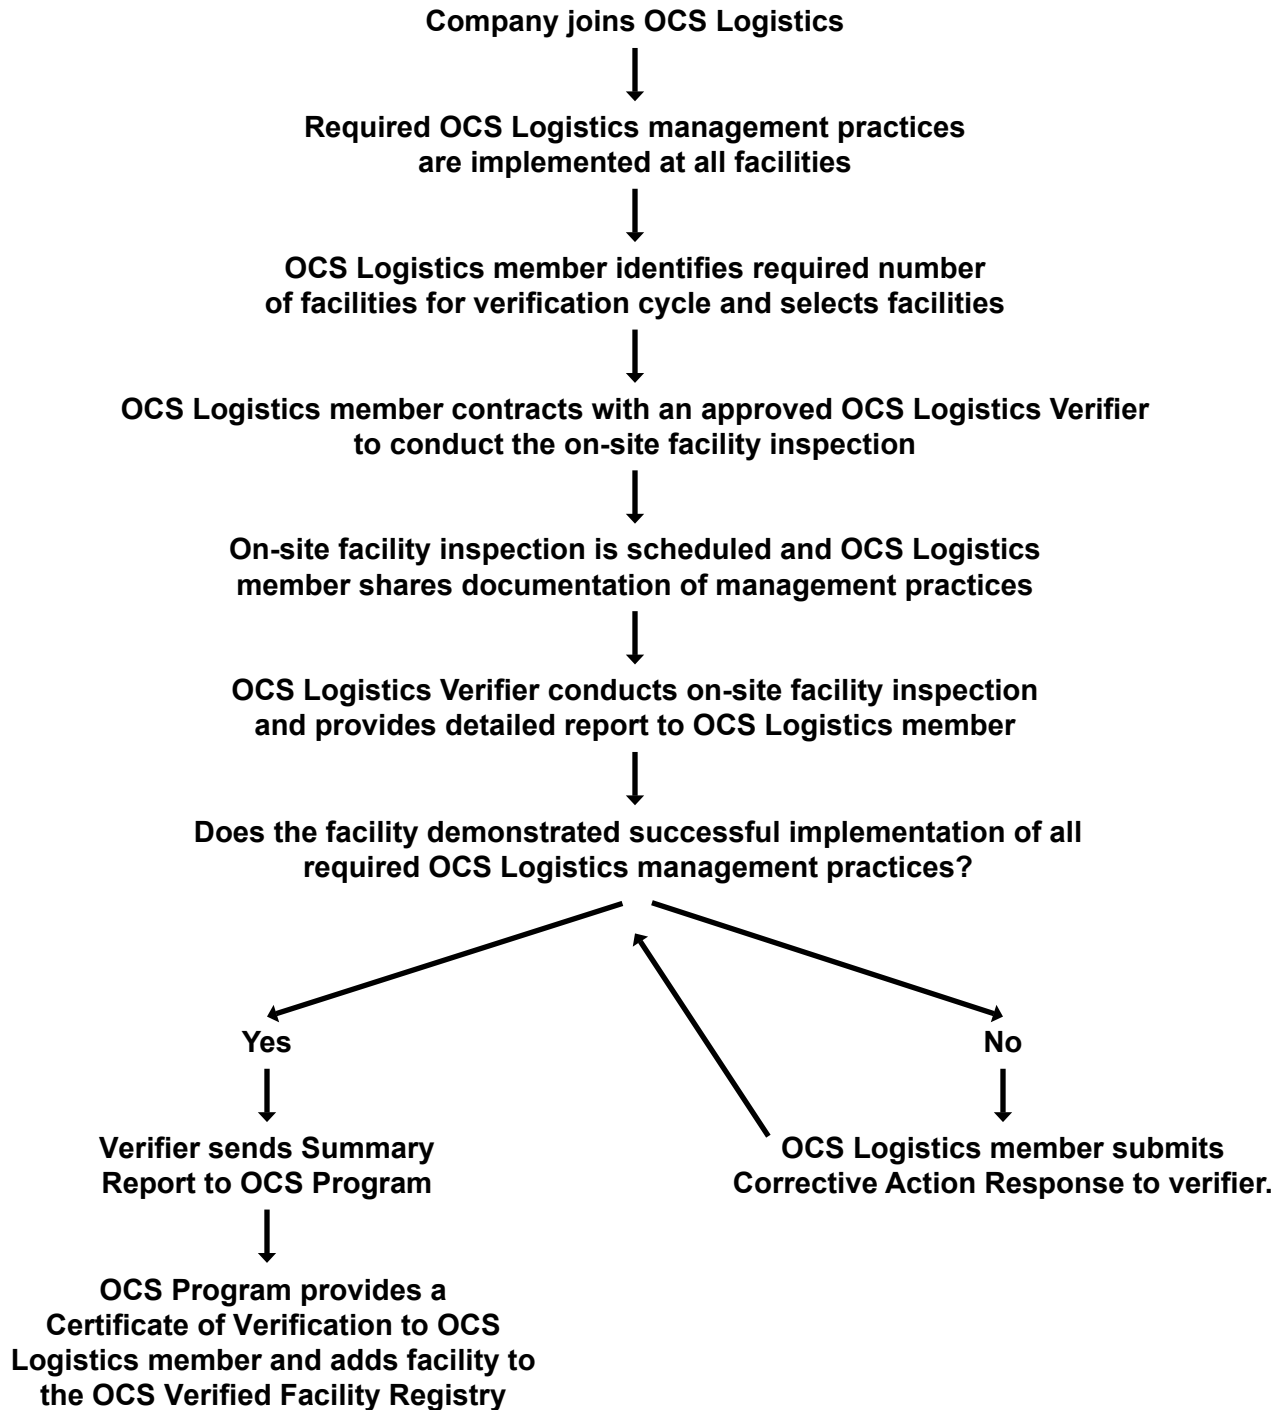 Company joins OCS Logistics
Required OCS Logistics management practices
are implemented at all facilities
OCS Logistics member identifies required number
of facilities for verification cycle and selects facilities
OCS Logistics member contracts with an approved OCS Logistics Verifier
to conduct the on-site facility inspection
On-site facility inspection is scheduled and OCS Logistics
member shares documentation of management practices
OCS Logistics Verifier conducts on-site facility inspection
and provides detailed report to OCS Logistics member
Does the facility demonstrated successful implementation of all
required OCS Logistics management practices?
Yes
Verifier sends Summary
Report to OCS Program
OCS Program provides a
Certificate of Verification to OCS
Logistics member and adds facility to
the OCS Verified Facility Registry
No
OCS Logistics member submits
Corrective Action Response to verifier.